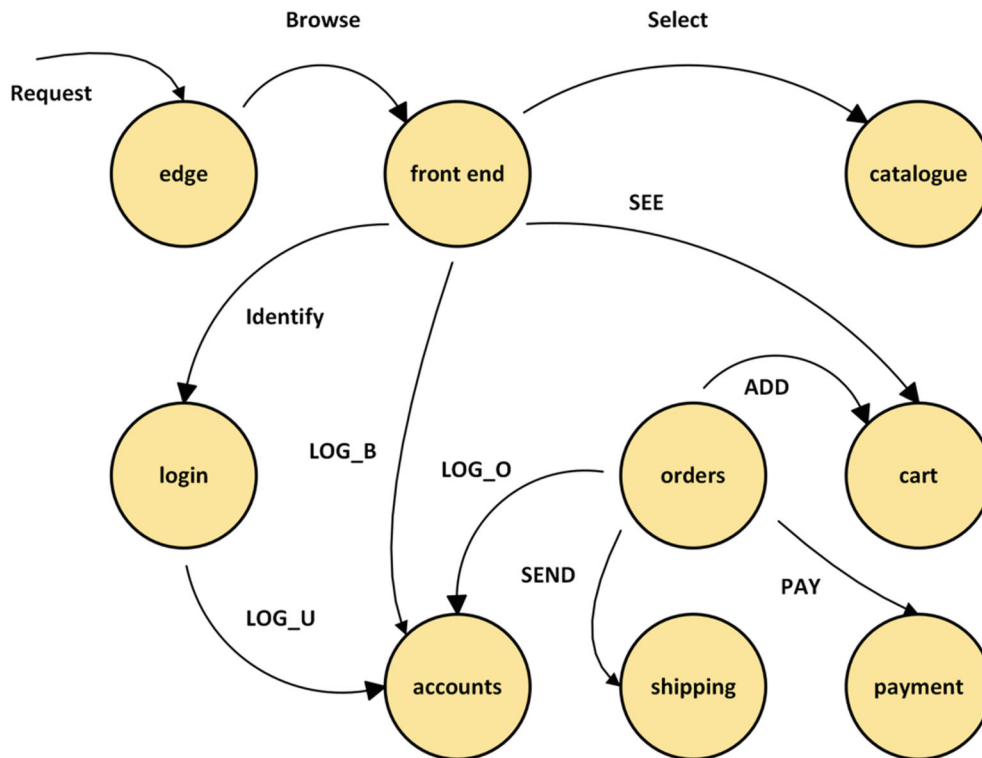 Browse
Select
Request
edge
front end
catalogue
SEE
Identify
ADD
LOG_B
LOG_O
login
orders
cart
SEND
PAY
LOG_U
accounts
shipping
payment